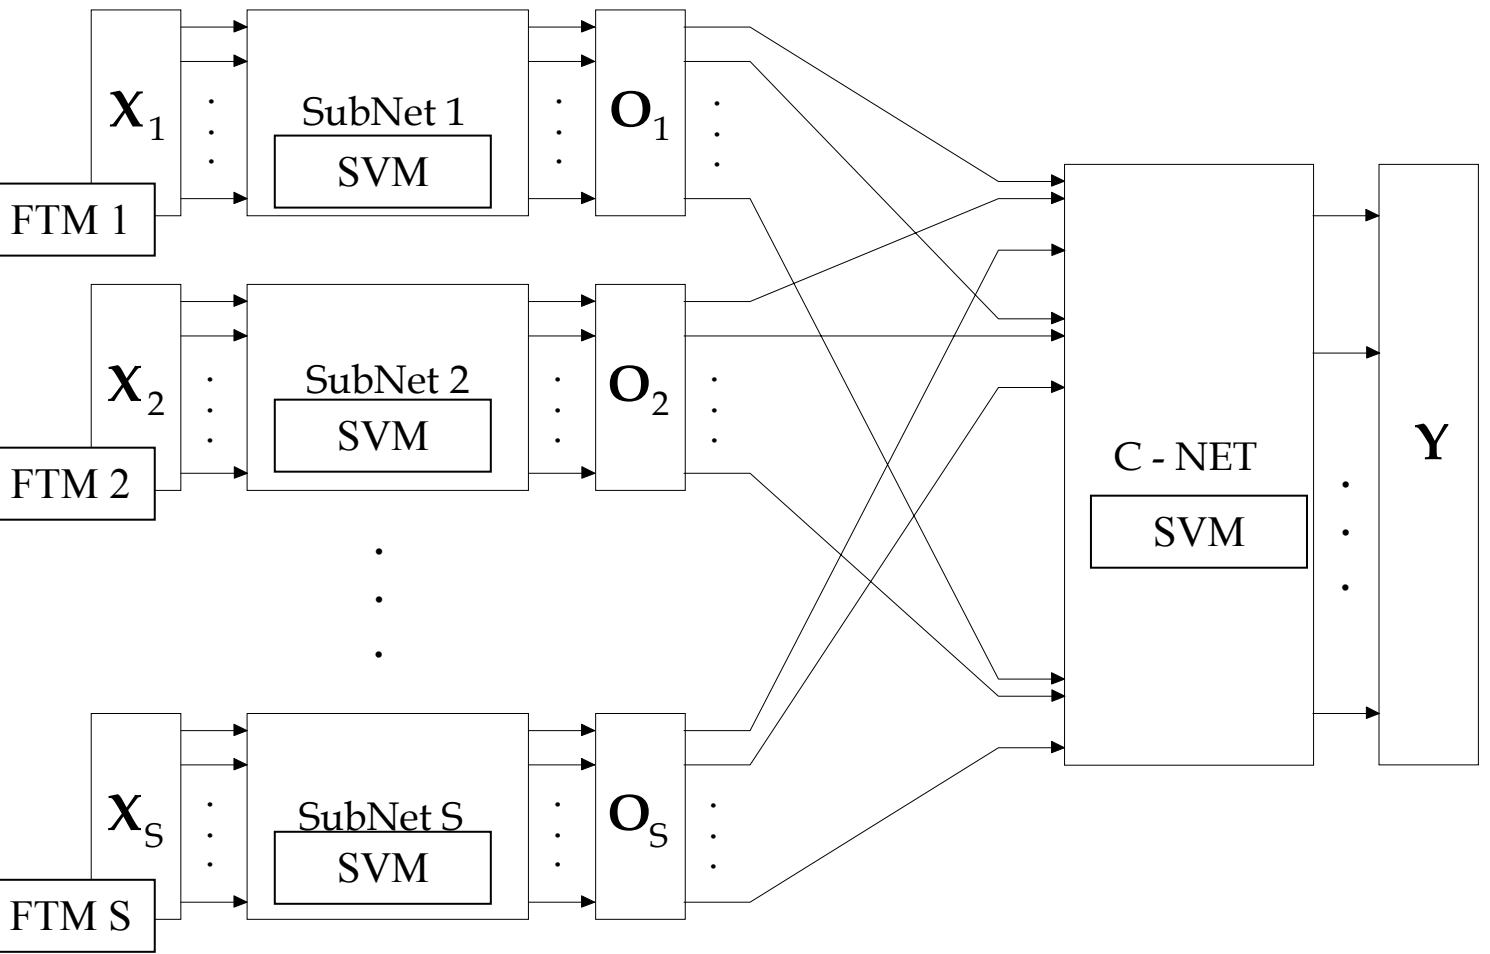 X1
SubNet 1
SVM
O1
FTM 1
X2
SubNet 2
SVM
O2
FTM 2
XS
SubNet S
SVM
OS
FTM S
C - NET
SVM
Y